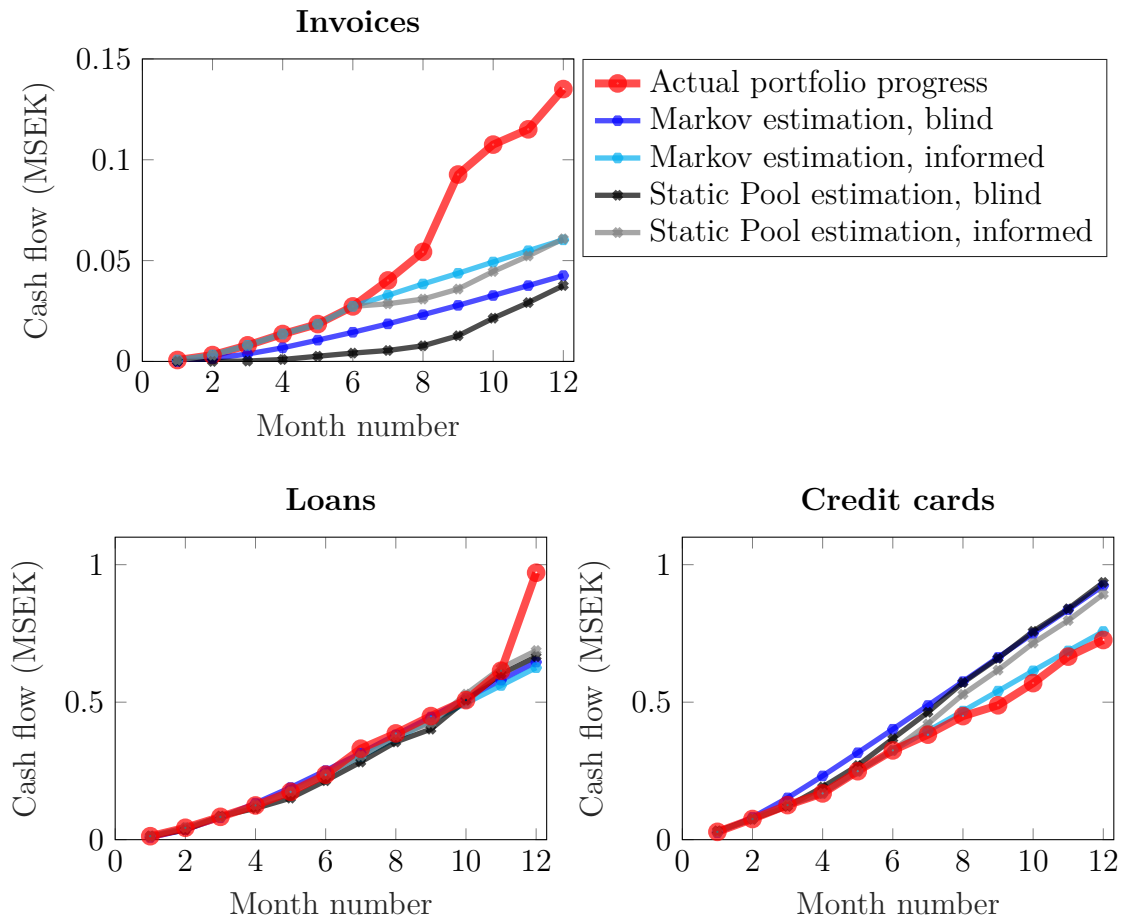 Invoices
0.15
0.1
0.05
0
Cash flow (MSEK)
0 2 4 6 8 10 12
Month number
Actual portfolio progress
Markov estimation, blind
Markov estimation, informed
Static Pool estimation, blind
Static Pool estimation, informed
Loans
1
0.5
0
Cash flow (MSEK)
0 2 4 6 8 10 12
Month number
Credit cards
1
0.5
0
Cash flow (MSEK)
0 2 4 6 8 10 12
Month number